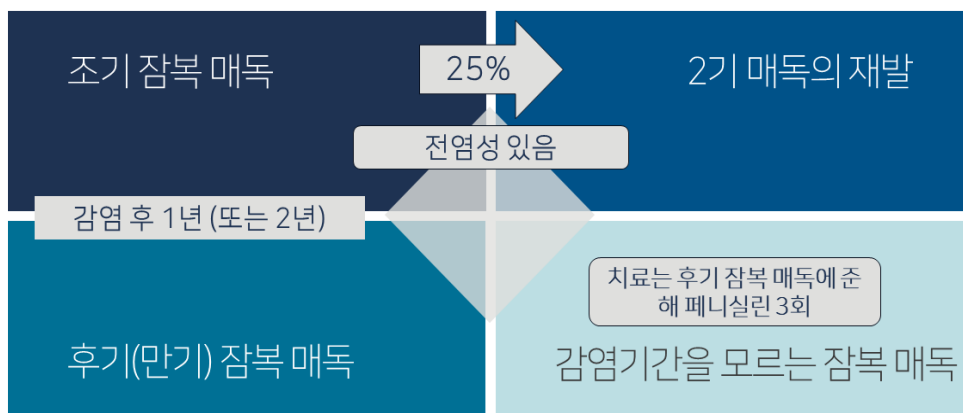 조기 잠복 매독
25%
2기 매독의 재발
전염성 있음
감염 후 1년 (또는 2년)
후기(만기) 잠복 매독
치료는 후기 잠복 매독에 준
해 페니실린 3회
감염기간을 모르는 잠복 매독